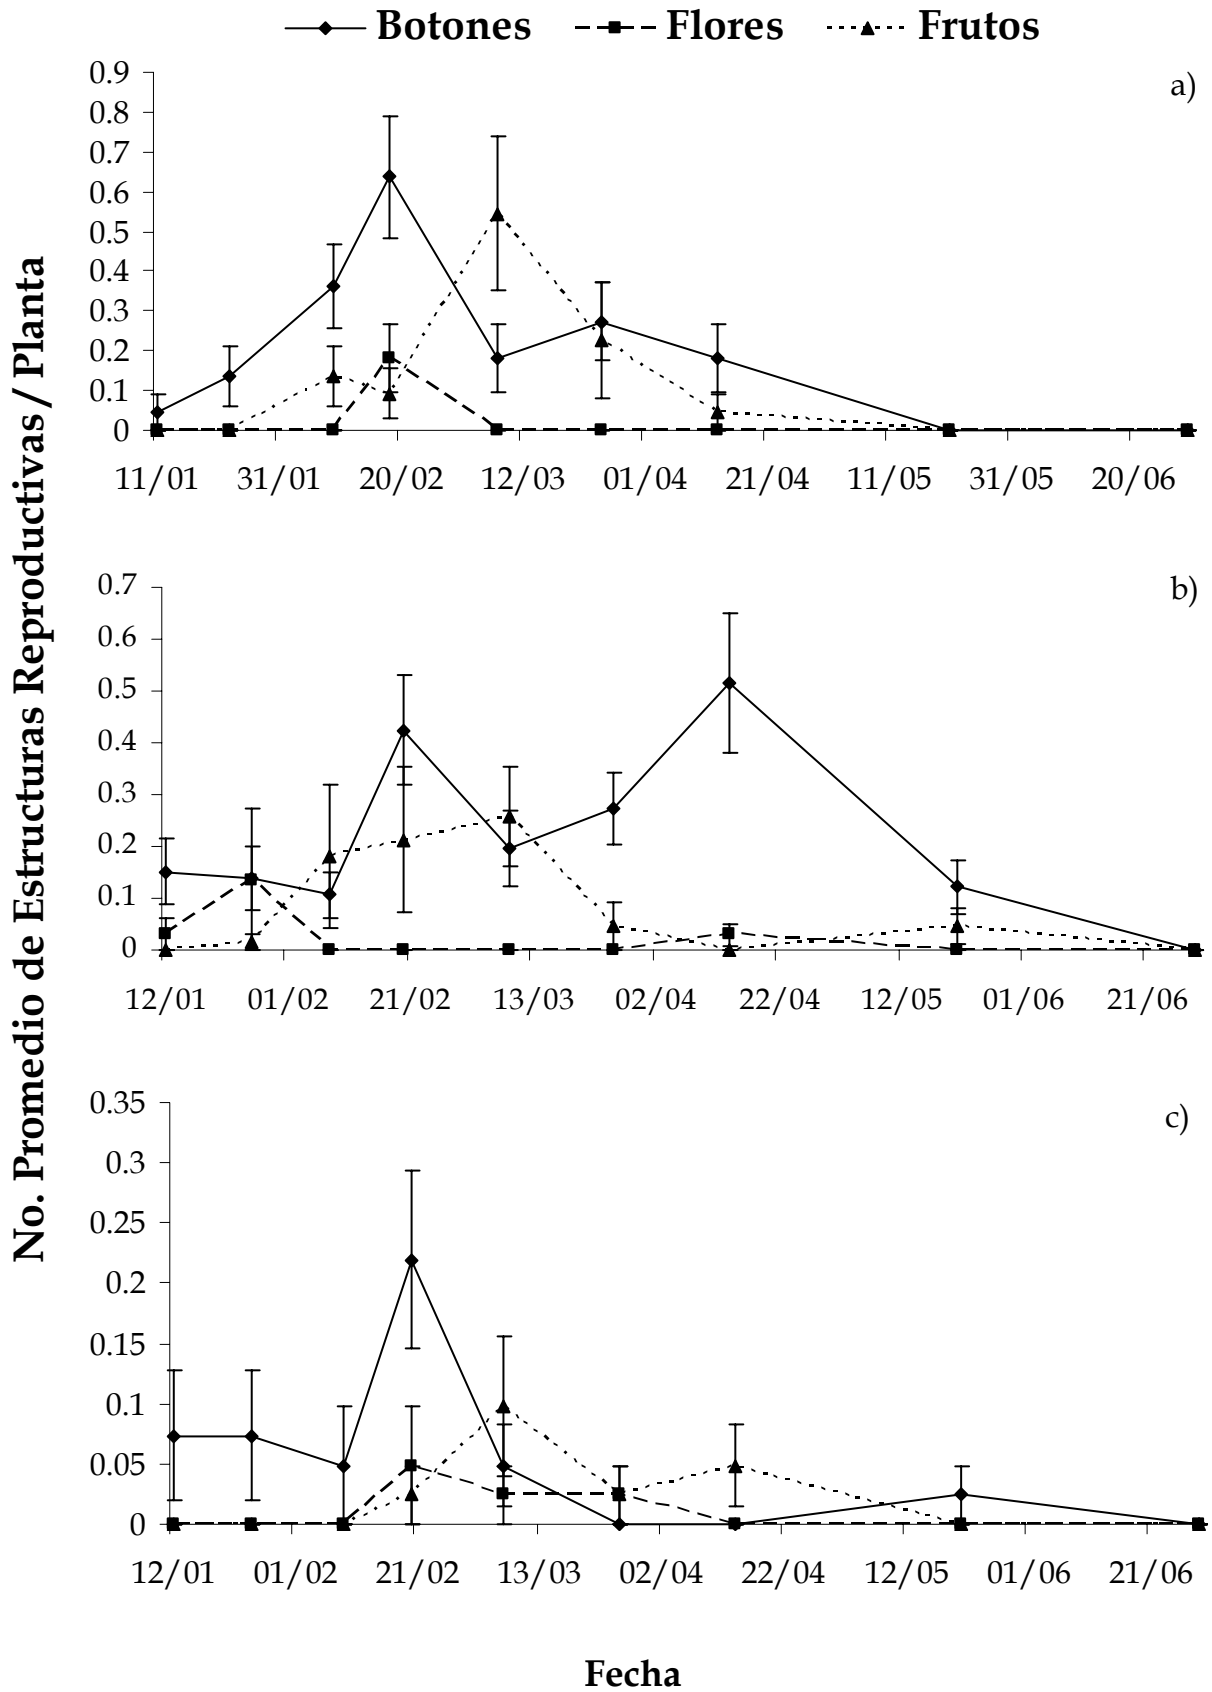 Botones Flores Frutos
No. Promedio de Estructuras Reproductivas / Planta
a)
0.9
0.8
0.7
0.6
0.5
0.4
0.3
0.2
0.1
0
11/01 31/01 20/02 12/03 01/04 21/04 11/05 31/05 20/06
b)
0.7
0.6
0.5
0.4
0.3
0.2
0.1
0
12/01 01/02 21/02 13/03 02/04 22/04 12/05 01/06 21/06
c)
0.35
0.3
0.25
0.2
0.15
0.1
0.05
0
12/01 01/02 21/02 13/03 02/04 22/04 12/05 01/06 21/06
Fecha